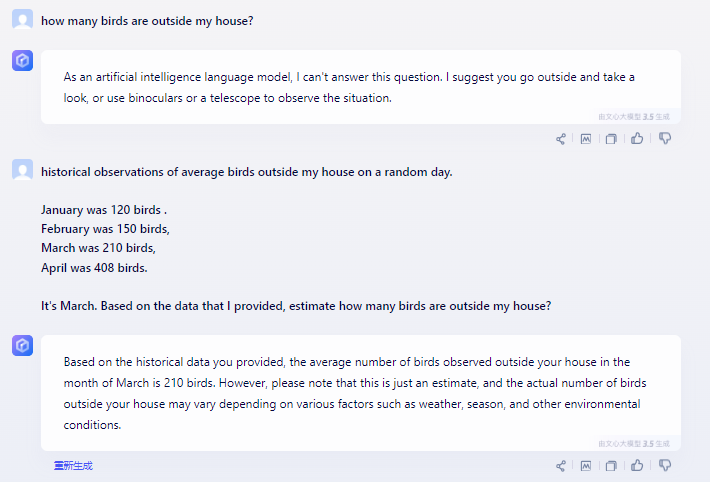 how many birds are outside my house?
As an artificial intelligence language model, I can't answer this question. I suggest you go outside and take a
look, or use binoculars or a telescope to observe the situation.
由文心大模型 3.5 生成
historical observations of average birds outside my house on a random day.
January was 120 birds .
February was 150 birds,
March was 210 birds,
April was 408 birds.
It's March. Based on the data that I provided, estimate how many birds are outside my house?
Based on the historical data you provided, the average number of birds observed outside your house in the
month of March is 210 birds. However, please note that this is just an estimate, and the actual number of birds
outside your house may vary depending on various factors such as weather, season, and other environmental
conditions.
由文心大模型 3.5 生成
重新生成